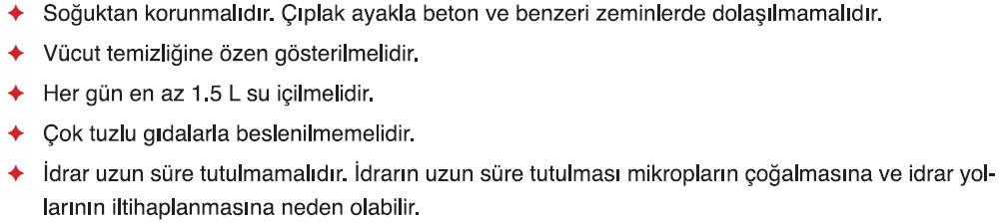 ✦ Soğuktan korunmalıdır. Çıplak ayakla beton ve benzeri zeminlerde dolaşılmamalıdır.
✦ Vücut temizliğine özen gösterilmelidir.
✦ Her gün en az 1.5 L su içilmelidir.
✦ Çok tuzlu gıdalarla beslenilmemelidir.
✦ İdrar uzun süre tutulmamalıdır. İdrarın uzun süre tutulması mikropların çoğalmasına ve idrar yol-
larının iltihaplanmasına neden olabilir.